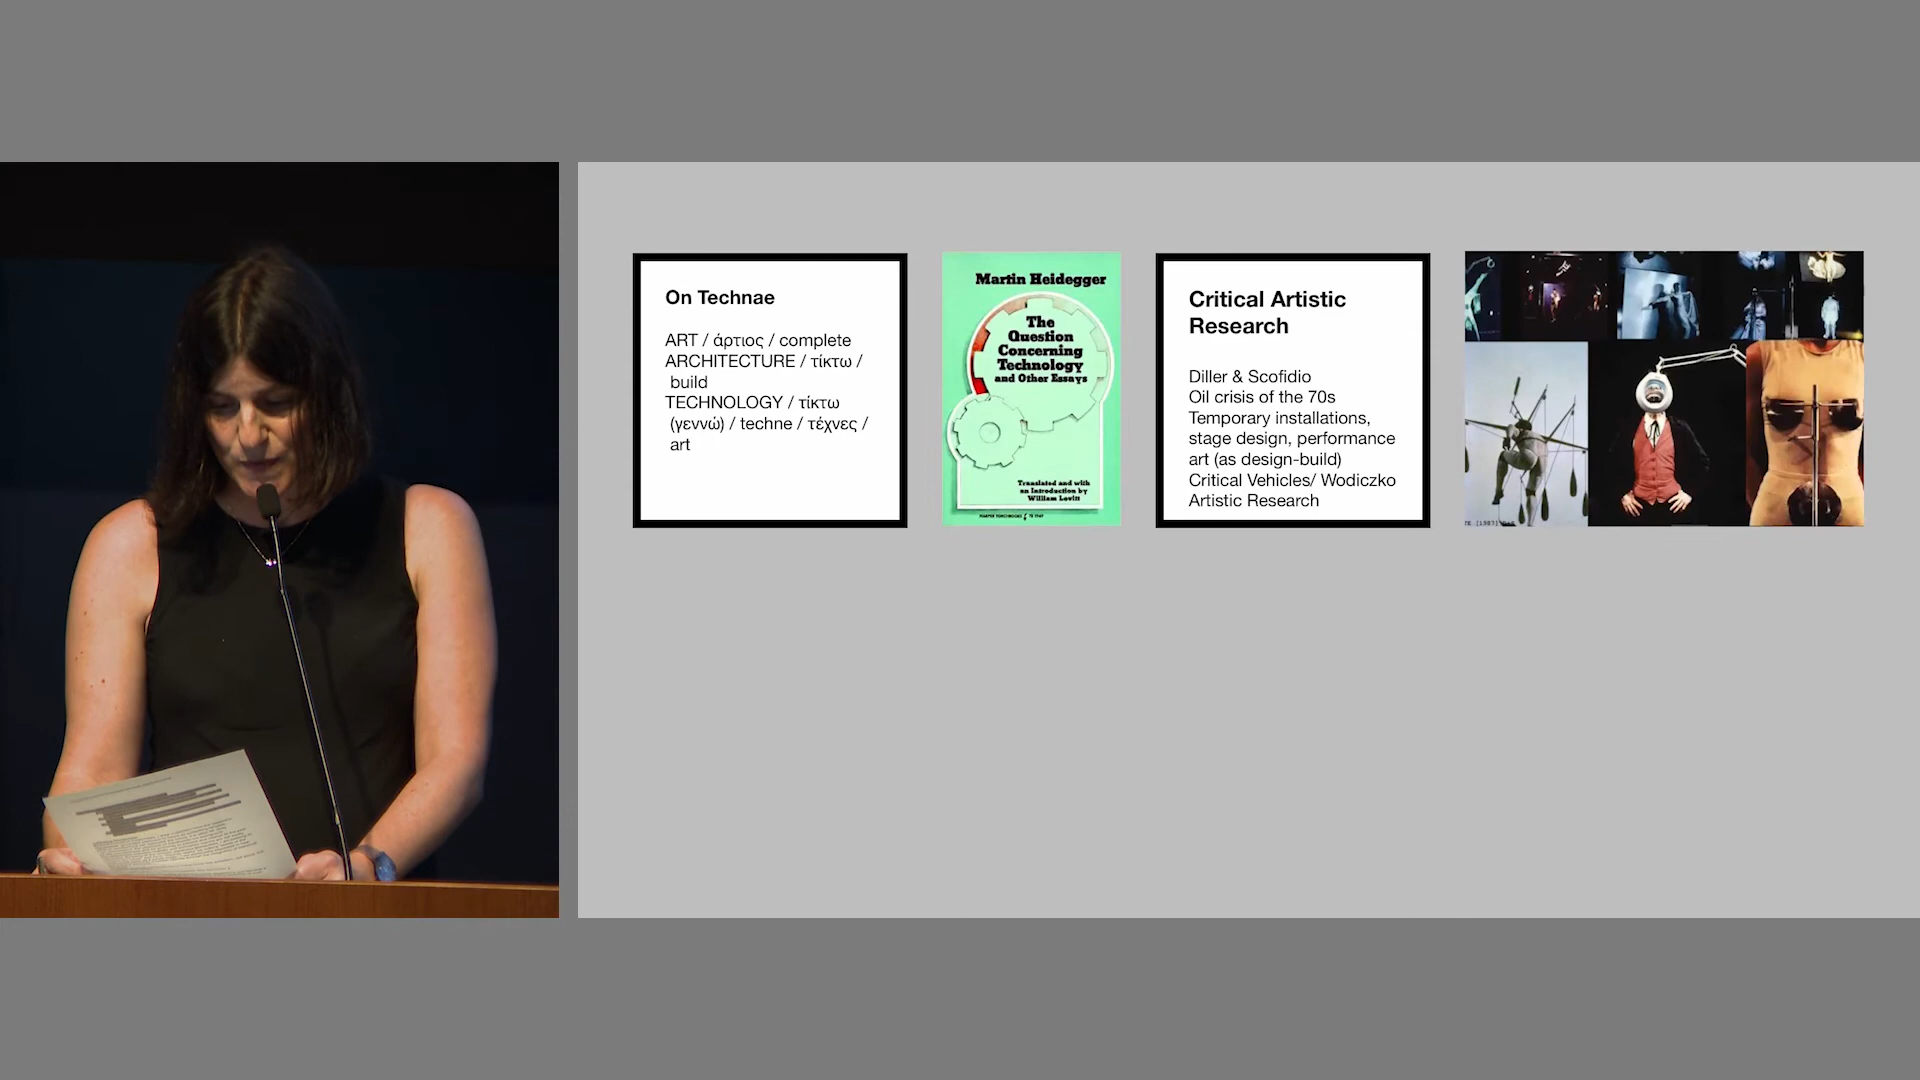 On Technae
ART / άρτιος / complete
ARCHITECTURE / τίκτω /
build
TECHNOLOGY / τίκτω
(γεννώ) / techne / τέχνες /
art
Martin Heidegger
The
Question
Concerning
Technology
and Other Essays
Translated and with
an Introduction by
William Lovitt
Critical Artistic
Research
Diller & Scofidio
Oil crisis of the 70s
Temporary installations,
stage design, performance
art (as design-build)
Critical Vehicles/ Wodiczko
Artistic Research